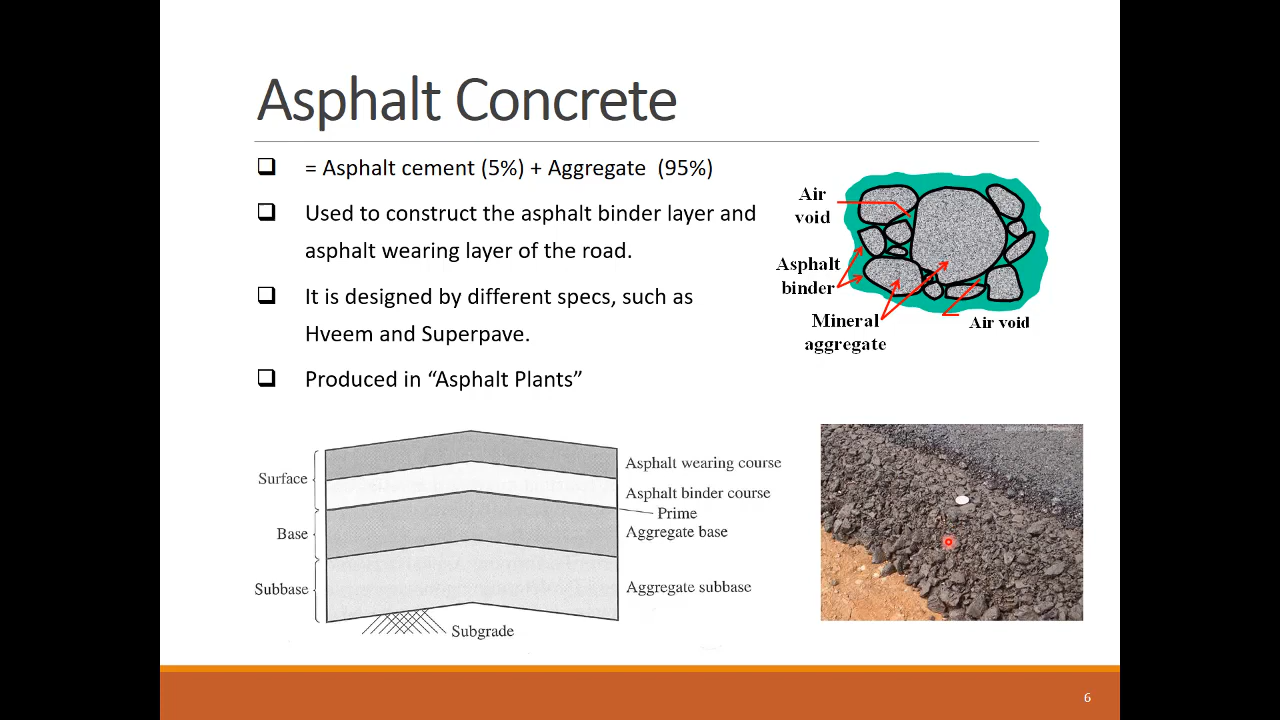 Asphalt Concrete
= Asphalt cement (5%) + Aggregate (95%)
Used to construct the asphalt binder layer and
asphalt wearing layer of the road.
It is designed by different specs, such as
Hveem and Superpave.
Produced in “Asphalt Plants”
Air
void
Asphalt
binder
Mineral
aggregate
Air void
Surface
Base
Subbase
Asphalt wearing course
Asphalt binder course
Prime
Aggregate base
Aggregate subbase
Subgrade
6